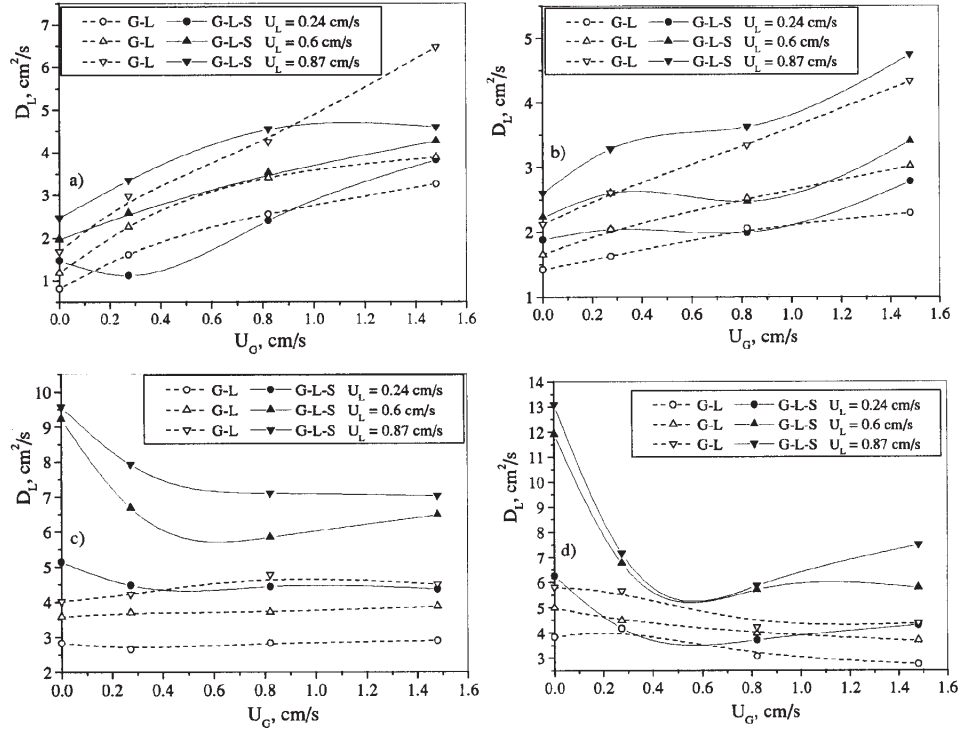 G-L G-L-S U_L = 0.24 cm/s
G-L G-L-S U_L = 0.6 cm/s
G-L G-L-S U_L = 0.87 cm/s
D_L, cm²/s
7
6
5
4
3
2
1
a)
0.0 0.2 0.4 0.6 0.8 1.0 1.2 1.4 1.6
U_G, cm/s
G-L G-L-S U_L = 0.24 cm/s
G-L G-L-S U_L = 0.6 cm/s
G-L G-L-S U_L = 0.87 cm/s
D_L, cm²/s
5
4
3
2
1
b)
0.0 0.2 0.4 0.6 0.8 1.0 1.2 1.4 1.6
U_G, cm/s
G-L G-L-S U_L = 0.24 cm/s
G-L G-L-S U_L = 0.6 cm/s
G-L G-L-S U_L = 0.87 cm/s
D_L, cm²/s
10
9
8
7
6
5
4
3
2
c)
0.0 0.2 0.4 0.6 0.8 1.0 1.2 1.4 1.6
U_G, cm/s
G-L G-L-S U_L = 0.24 cm/s
G-L G-L-S U_L = 0.6 cm/s
G-L G-L-S U_L = 0.87 cm/s
D_L, cm²/s
14
13
12
11
10
9
8
7
6
5
4
3
d)
0.0 0.2 0.4 0.6 0.8 1.0 1.2 1.4 1.6
U_G, cm/s